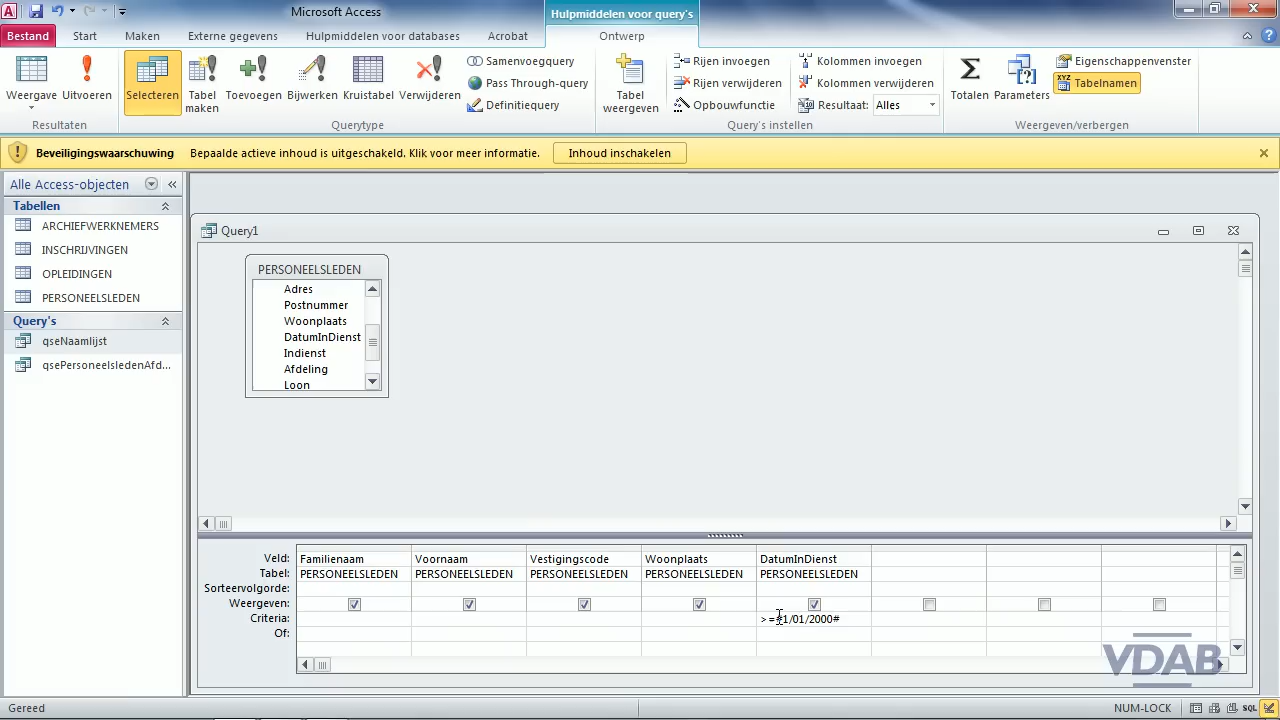 Microsoft Access
Hulpmiddelen voor query's
Bestand Start Maken Externe gegevens Hulpmiddelen voor databases Acrobat Ontwerp
Weergave Uitvoeren Selecteren Tabel maken Toevoegen Bijwerken Kruistabel Verwijderen
Samenvoegquery
Pass Through-query
Definitiequery
Tabel weergeven
Rijen invoegen
Rijen verwijderen
Opbouwfunctie
Kolommen invoegen
Kolommen verwijderen
Resultaat: Alles
Totalen Parameters
Eigenschappenvenster
XYZ Tabelnamen
Resultaten Querytype Query's instellen Weergeven/verbergen
Beveiligingswaarschuwing Bepaalde actieve inhoud is uitgeschakeld. Klik voor meer informatie. Inhoud inschakelen
Alle Access-objecten
Tabellen
ARCHIEFWERKNEMERS
INSCHRIJVINGEN
OPLEIDINGEN
PERSONEELSLEDEN
Query's
qseNaamlijst
qsePersoneelsledenAfd...
Query1
PERSONEELSLEDEN
Adres
Postnummer
Woonplaats
DatumInDienst
Indienst
Afdeling
Loon
Veld: Familienaam Voornaam Vestigingscode Woonplaats DatumInDienst
Tabel: PERSONEELSLEDEN PERSONEELSLEDEN PERSONEELSLEDEN PERSONEELSLEDEN PERSONEELSLEDEN
Sorteervolgorde:
Weergeven:
Criteria: >=#1/01/2000#
Of:
VDAB
Gereed NUM-LOCK SQL